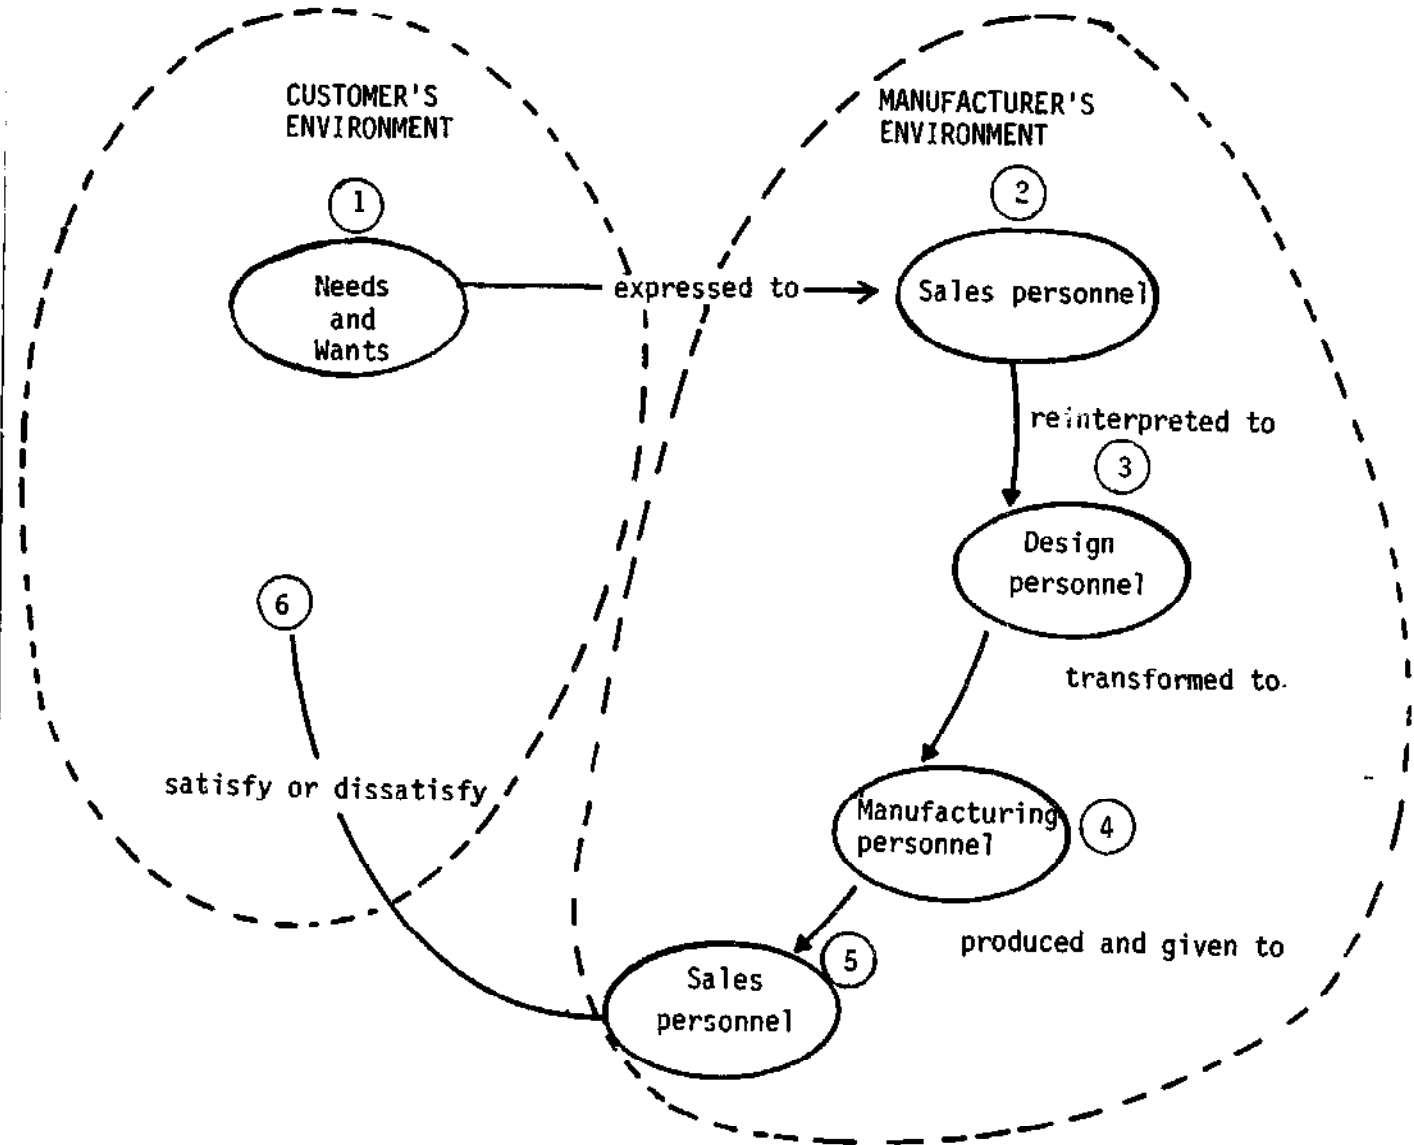 CUSTOMER'S
ENVIRONMENT
MANUFACTURER'S
ENVIRONMENT
1
2
Needs
and
Wants
expressed to
Sales personnel
reinterpreted to
3
Design
personnel
6
transformed to
satisfy or dissatisfy
Manufacturing
personnel
4
produced and given to
5
Sales
personnel